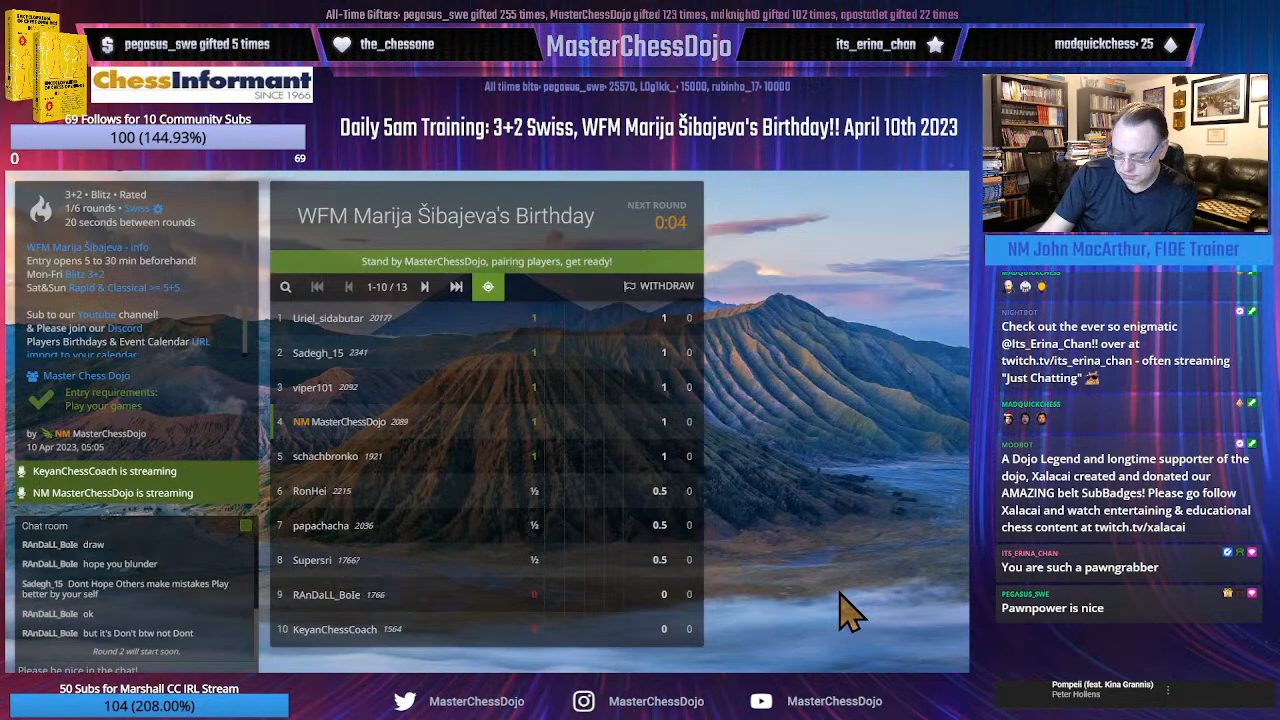 All-Time Gifters: pegasus_swe gifted 255 times, MasterChessDojo gifted 123 times, mdknight0 gifted 102 times, apostotlet gifted 22 times
pegasus_swe gifted 5 times
the_chessone
MasterChessDojo
its_erina_chan
madquickchess: 25
ChessInformant
SINCE 1966
All time bits: pegasus_swe: 25570, L0g1kk_: 15000, rubinho_17: 10000
69 Follows for 10 Community Subs
100 (144.93%)
0
69
Daily 5am Training: 3+2 Swiss, WFM Marija Šibajeva's Birthday!! April 10th 2023
3+2 • Blitz • Rated
1/6 rounds • Swiss
20 seconds between rounds
WFM Marija Šibajeva - info
Entry opens 5 to 30 min beforehand!
Mon-Fri Blitz 3+2
Sat&Sun Rapid & Classical >= 5+5
Sub to our Youtube channel!
& Please join our Discord
Players Birthdays & Event Calendar URL
import to your calendar
Master Chess Dojo
Entry requirements:
Play your games
by NM MasterChessDojo
10 Apr 2023, 05:05
KeyanChessCoach is streaming
NM MasterChessDojo is streaming
Chat room
RAnDaLL_BoIe draw
RAnDaLL_BoIe hope you blunder
Sadegh_15 Dont Hope Others make mistakes Play
better by your self
RAnDaLL_BoIe ok
RAnDaLL_BoIe but it's Don't btw not Dont
Round 2 will start soon.
Please be nice in the chat!
WFM Marija Šibajeva's Birthday
NEXT ROUND
0:04
Stand by MasterChessDojo, pairing players, get ready!
1-10 / 13
WITHDRAW
1 Uriel_sidabutar 2017? 1 1 0
2 Sadegh_15 2341 1 1 0
3 viper101 2092 1 1 0
4 NM MasterChessDojo 2089 1 1 0
5 schachbronko 1921 1 1 0
6 RonHei 2215 ½ 0.5 0
7 papachacha 2036 ½ 0.5 0
8 Supersri 1766? ½ 0.5 0
9 RAnDaLL_BoIe 1766 0 0 0
10 KeyanChessCoach 1564 0 0 0
NM John MacArthur, FIDE Trainer
MADQUICKCHESS
NIGHTBOT
Check out the ever so enigmatic
@Its_Erina_Chan!! over at
twitch.tv/its_erina_chan - often streaming
"Just Chatting"
MADQUICKCHESS
MOOBOT
A Dojo Legend and longtime supporter of the
dojo, Xalacai created and donated our
AMAZING belt SubBadges! Please go follow
Xalacai and watch entertaining & educational
chess content at twitch.tv/xalacai
ITS_ERINA_CHAN
You are such a pawngrabber
PEGASUS_SWE
Pawnpower is nice
50 Subs for Marshall CC IRL Stream
104 (208.00%)
MasterChessDojo
MasterChessDojo
MasterChessDojo
Pompeii (feat. Kina Grannis)
Peter Hollens